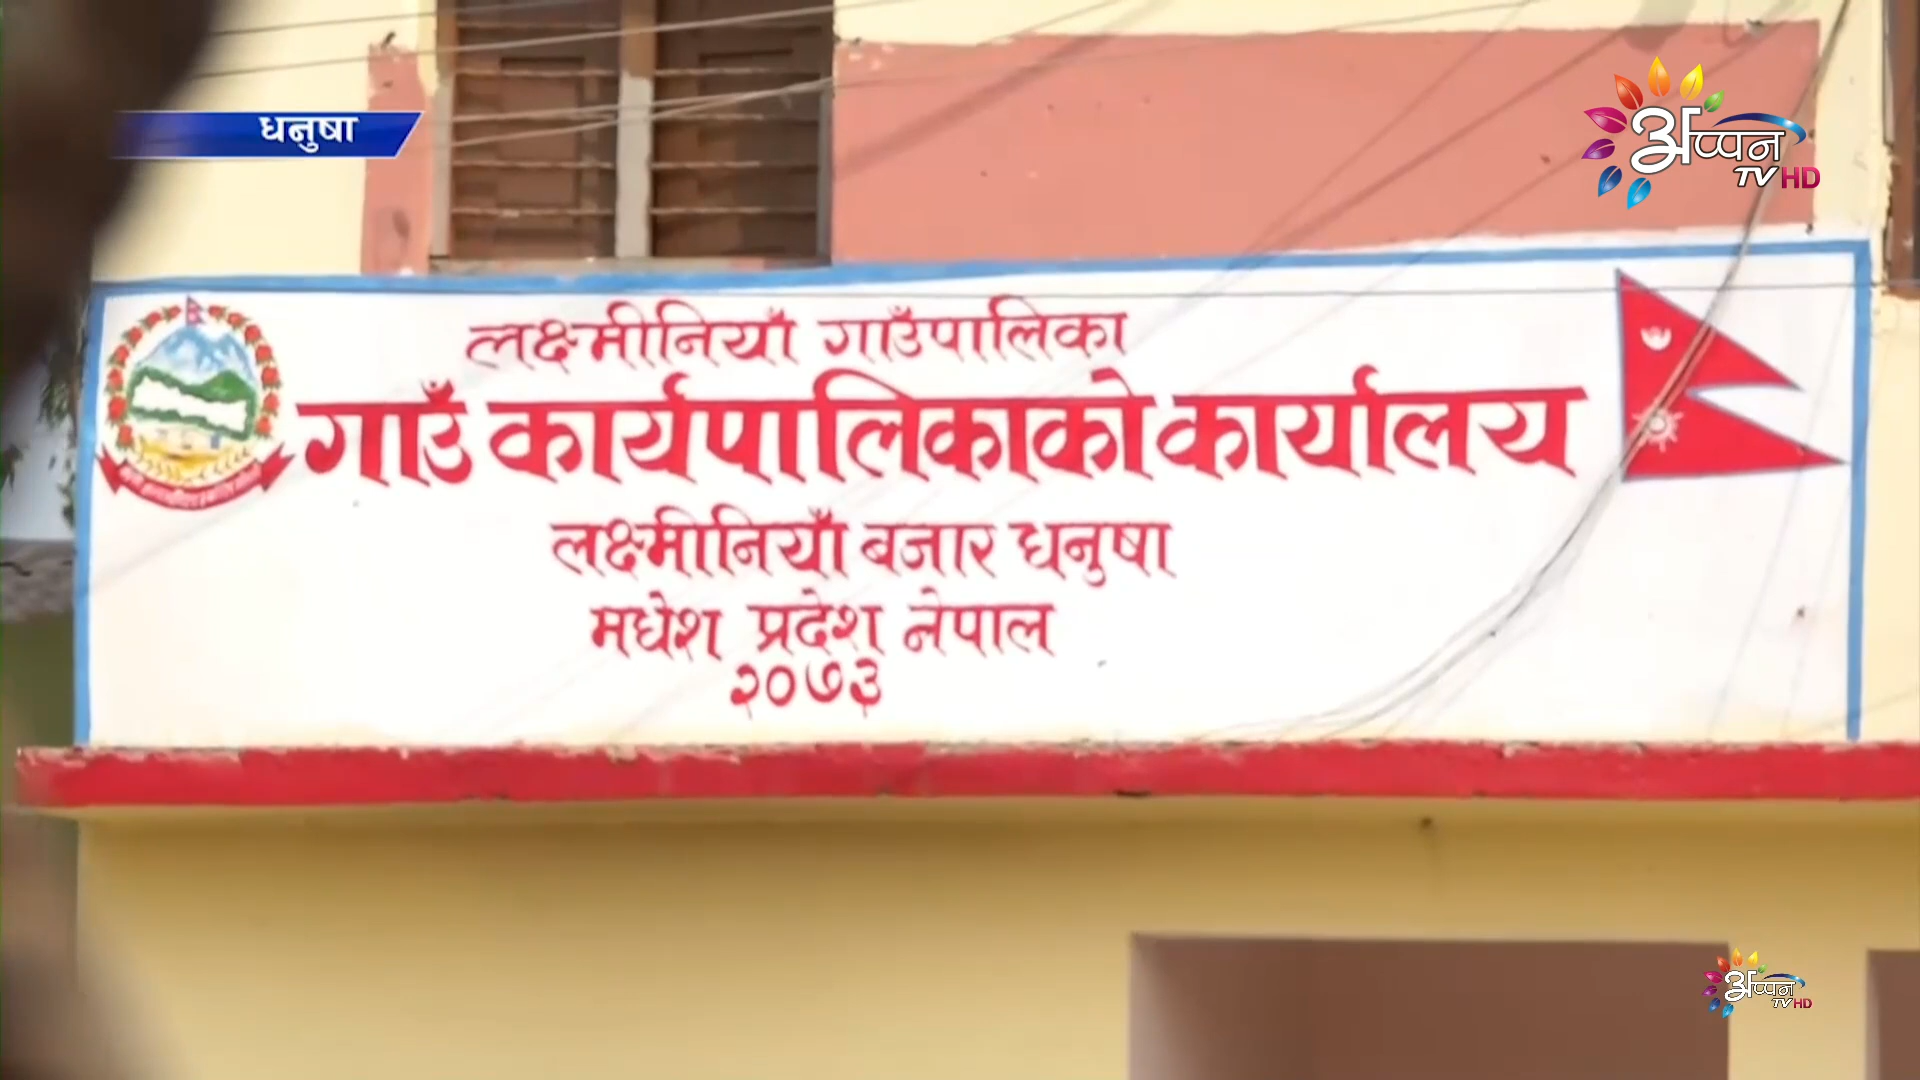 धनुषा
अप्पन
TV HD
लक्ष्मीनियाँ गाउँपालिका
गाउँ कार्यपालिकाको कार्यालय
लक्ष्मीनियाँ बजार धनुषा
मधेश प्रदेश नेपाल
२०७३
अप्पन
TV HD